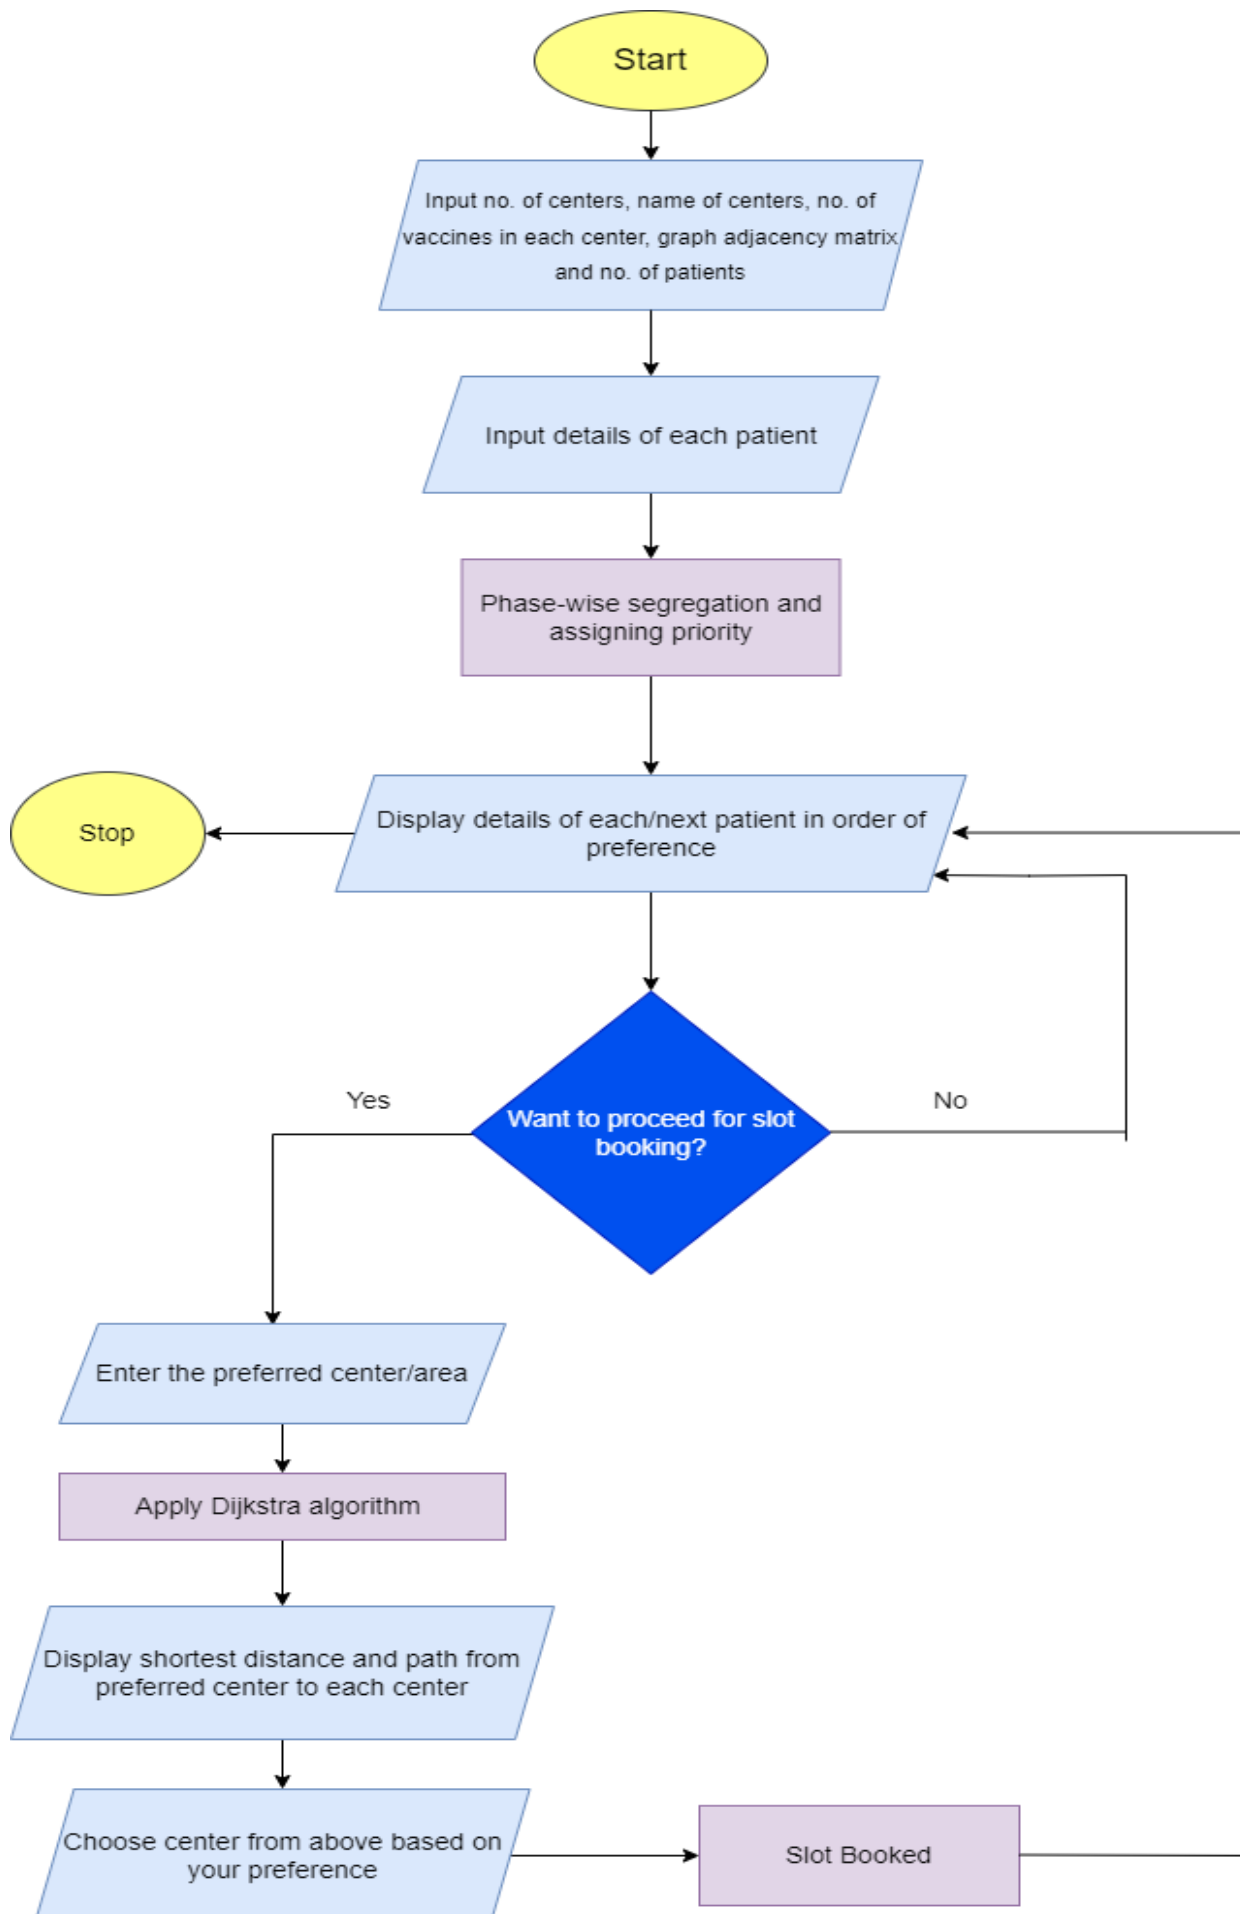 Start
Input no. of centers, name of centers, no. of
vaccines in each center, graph adjacency matrix
and no. of patients
Input details of each patient
Phase-wise segregation and
assigning priority
Stop
Display details of each/next patient in order of
preference
Yes
No
Want to proceed for slot
booking?
Enter the preferred center/area
Apply Dijkstra algorithm
Display shortest distance and path from
preferred center to each center
Choose center from above based on
your preference
Slot Booked